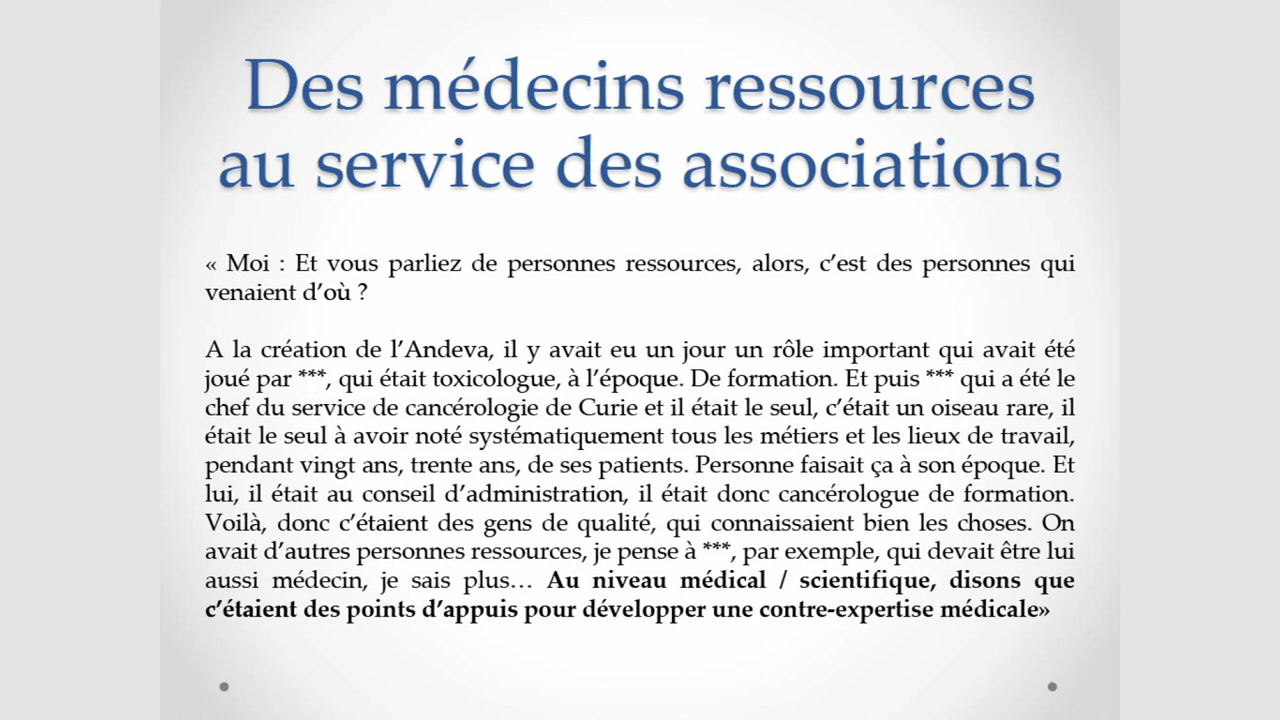 Des médecins ressources
au service des associations
« Moi : Et vous parliez de personnes ressources, alors, c’est des personnes qui
venaient d’où ?
A la création de l’Andeva, il y avait eu un jour un rôle important qui avait été
joué par ***, qui était toxicologue, à l’époque. De formation. Et puis *** qui a été le
chef du service de cancérologie de Curie et il était le seul, c’était un oiseau rare, il
était le seul à avoir noté systématiquement tous les métiers et les lieux de travail,
pendant vingt ans, trente ans, de ses patients. Personne faisait ça à son époque. Et
lui, il était au conseil d’administration, il était donc cancérologue de formation.
Voilà, donc c’étaient des gens de qualité, qui connaissaient bien les choses. On
avait d’autres personnes ressources, je pense à ***, par exemple, qui devait être lui
aussi médecin, je sais plus… Au niveau médical / scientifique, disons que
c’étaient des points d’appuis pour développer une contre-expertise médicale»